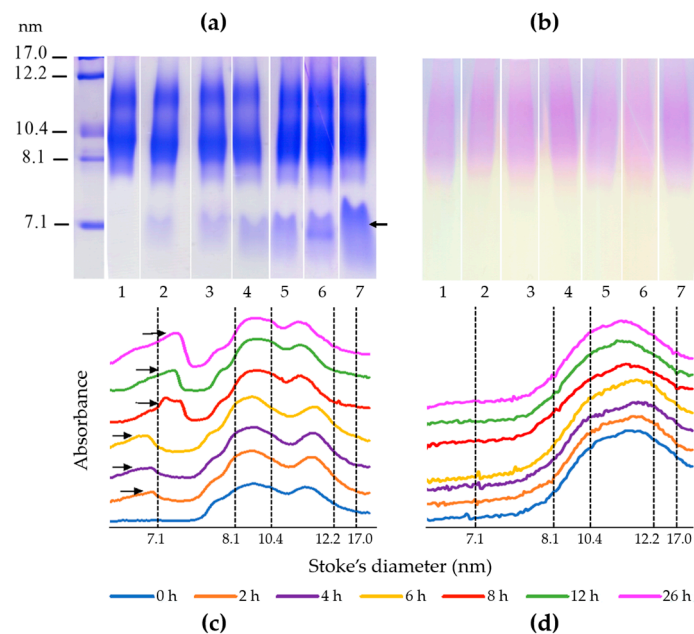 (a) (b)
nm
17.0
12.2
10.4
8.1
7.1
1 2 3 4 5 6 7 1 2 3 4 5 6 7
Absorbance
7.1 8.1 10.4 12.2 17.0 7.1 8.1 10.4 12.2 17.0
Stoke's diameter (nm)
0 h 2 h 4 h 6 h 8 h 12 h 26 h
(c) (d)